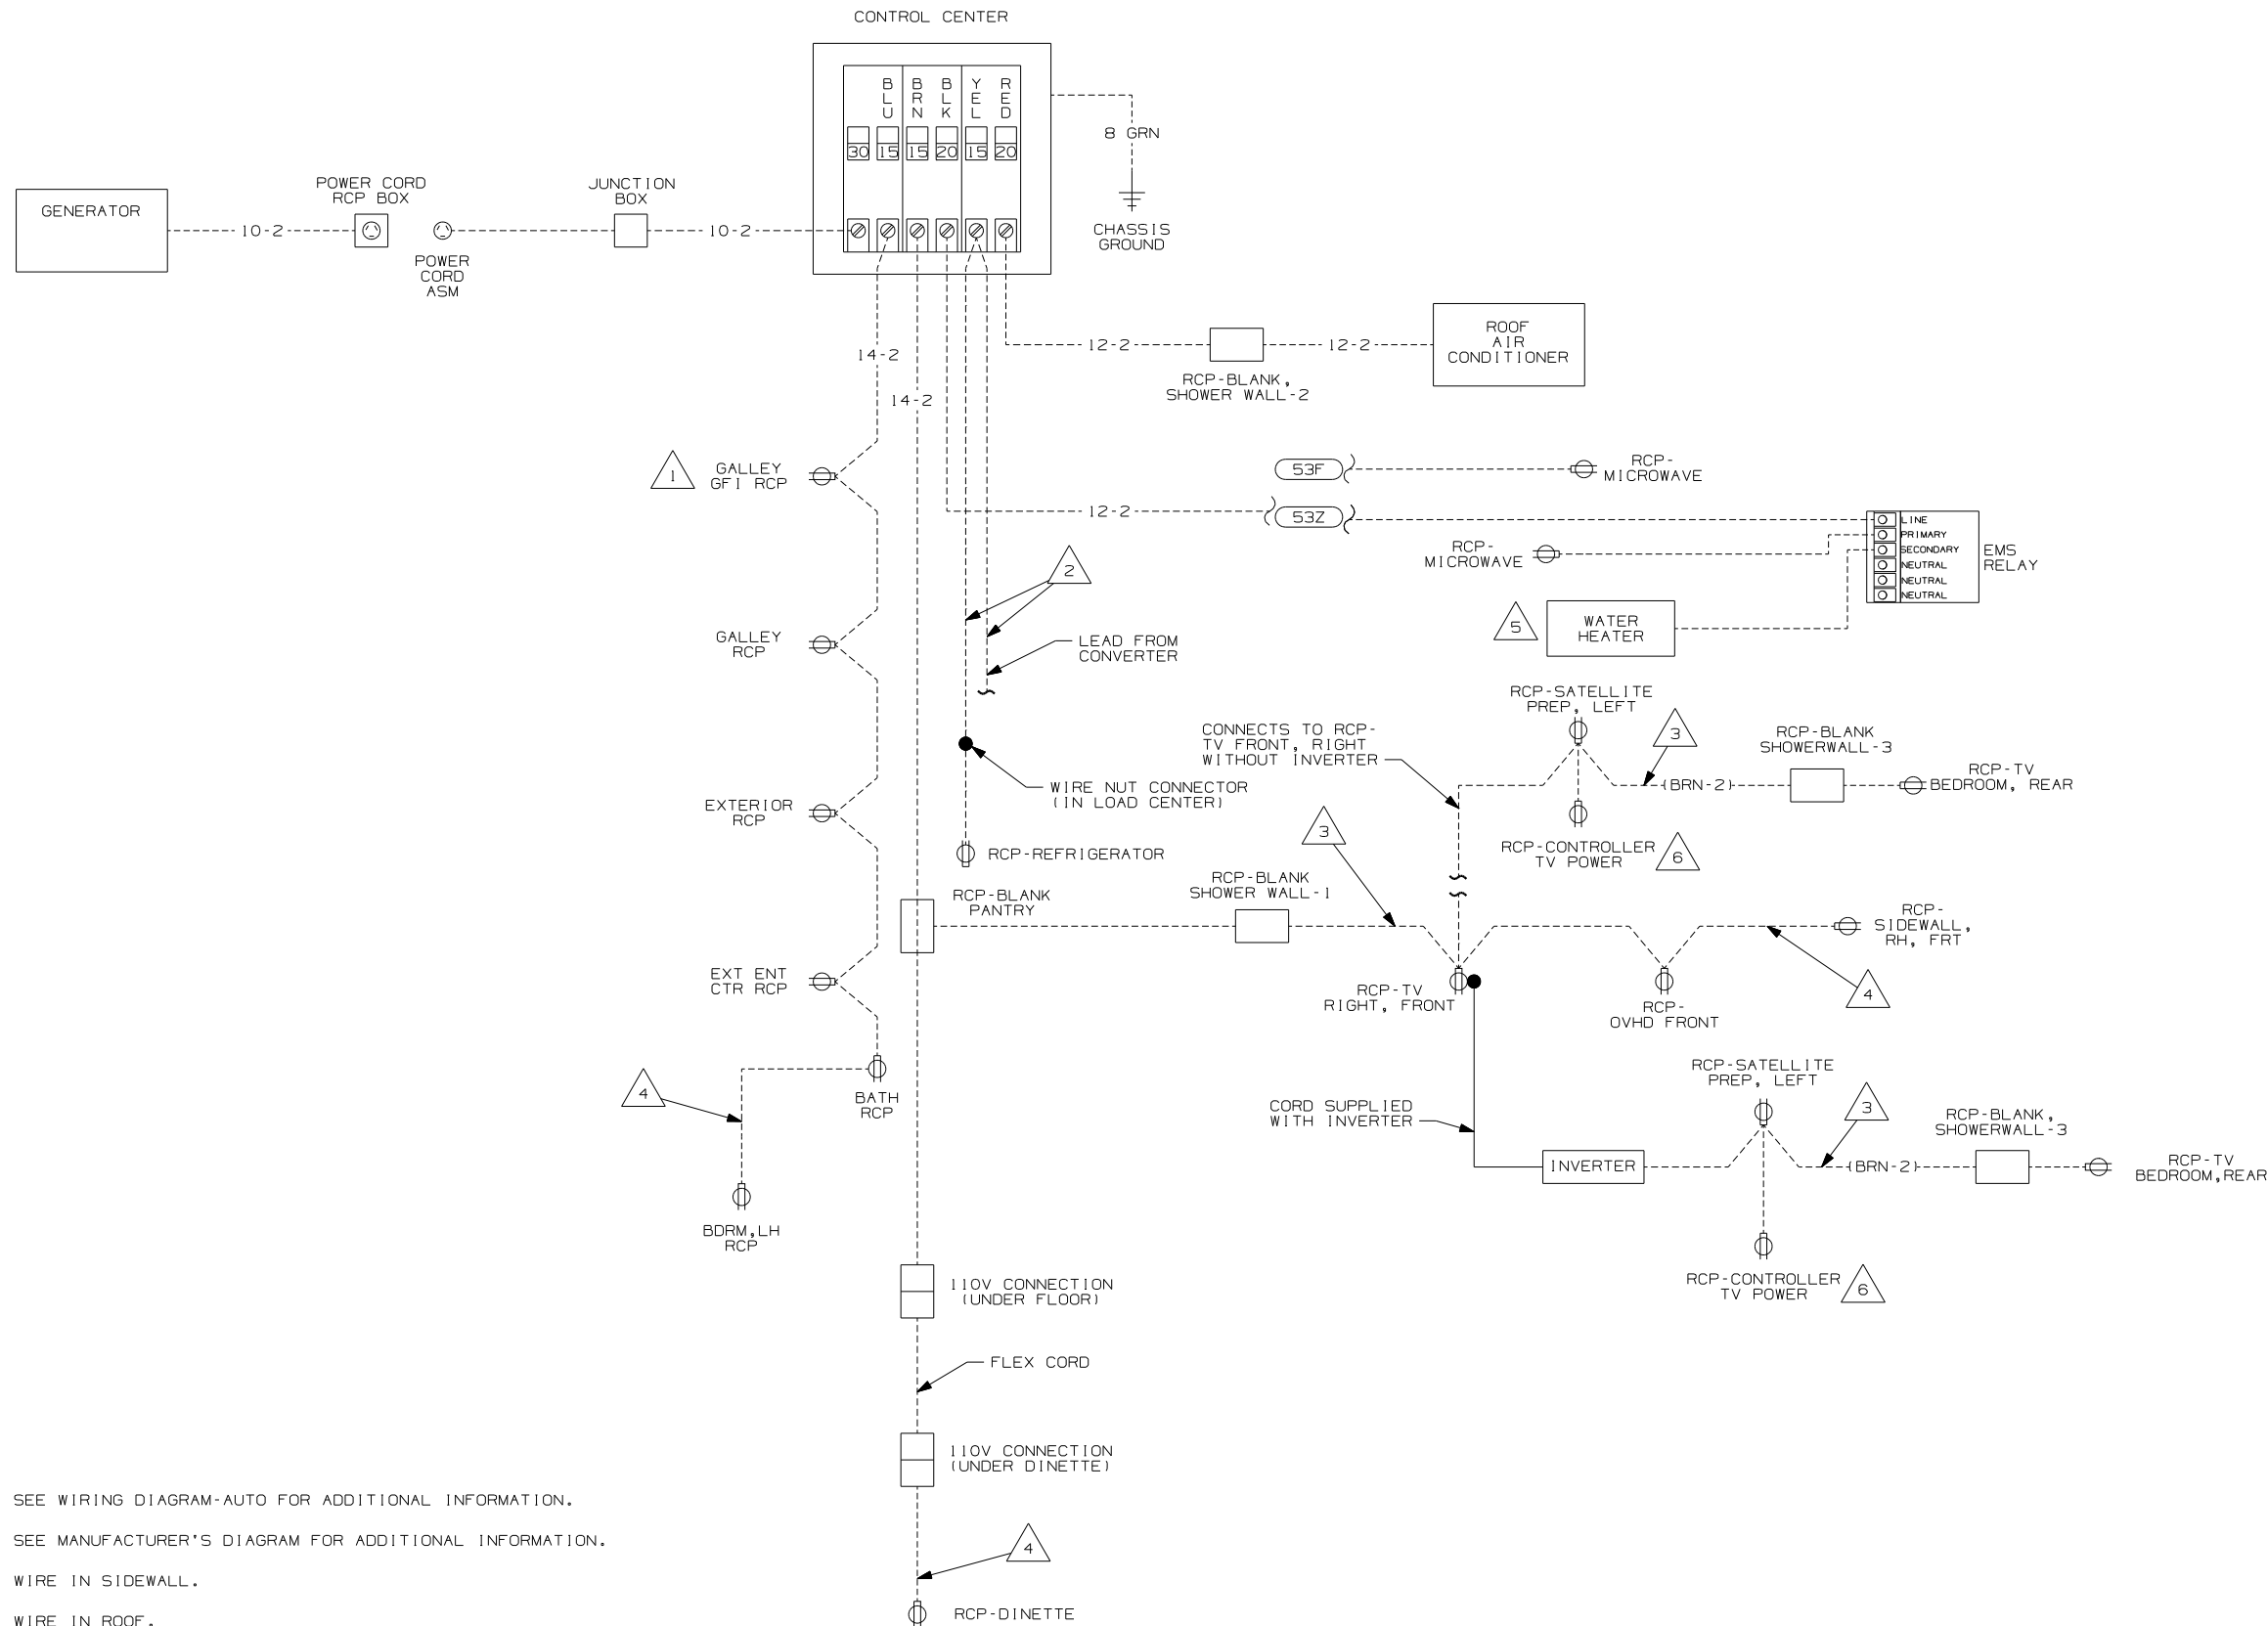 CONTROL CENTER
BLU
BRN
BLK
YEL
RED
30
15
15
20
15
20
8 GRN
CHASSIS
GROUND
GENERATOR
10-2
POWER CORD
RCP BOX
POWER
CORD
ASM
JUNCTION
BOX
10-2
14-2
14-2
12-2
12-2
RCP-BLANK,
SHOWER WALL-2
ROOF
AIR
CONDITIONER
1
GALLEY
GFI RCP
53F
RCP-
MICROWAVE
12-2
53Z
LINE
PRIMARY
SECONDARY
NEUTRAL
NEUTRAL
NEUTRAL
EMS
RELAY
RCP-
MICROWAVE
2
5
WATER
HEATER
GALLEY
RCP
LEAD FROM
CONVERTER
RCP-SATELLITE
PREP, LEFT
3
RCP-BLANK
SHOWERWALL-3
CONNECTS TO RCP-
TV FRONT, RIGHT
WITHOUT INVERTER
(BRN-2)
RCP-TV
BEDROOM, REAR
WIRE NUT CONNECTOR
(IN LOAD CENTER)
EXTERIOR
RCP
3
RCP-CONTROLLER
TV POWER
6
RCP-REFRIGERATOR
RCP-BLANK
PANTRY
RCP-BLANK
SHOWER WALL-1
RCP-
SIDEWALL,
RH, FRT
EXT ENT
CTR RCP
RCP-TV
RIGHT, FRONT
RCP-
OVHD FRONT
4
4
BATH
RCP
RCP-SATELLITE
PREP, LEFT
3
RCP-BLANK,
SHOWERWALL-3
CORD SUPPLIED
WITH INVERTER
INVERTER
(BRN-2)
RCP-TV
BEDROOM,REAR
BDRM,LH
RCP
110V CONNECTION
(UNDER FLOOR)
RCP-CONTROLLER
TV POWER
6
FLEX CORD
110V CONNECTION
(UNDER DINETTE)
SEE WIRING DIAGRAM-AUTO FOR ADDITIONAL INFORMATION.
SEE MANUFACTURER'S DIAGRAM FOR ADDITIONAL INFORMATION.
4
WIRE IN SIDEWALL.
RCP-DINETTE
WIRE IN ROOF.